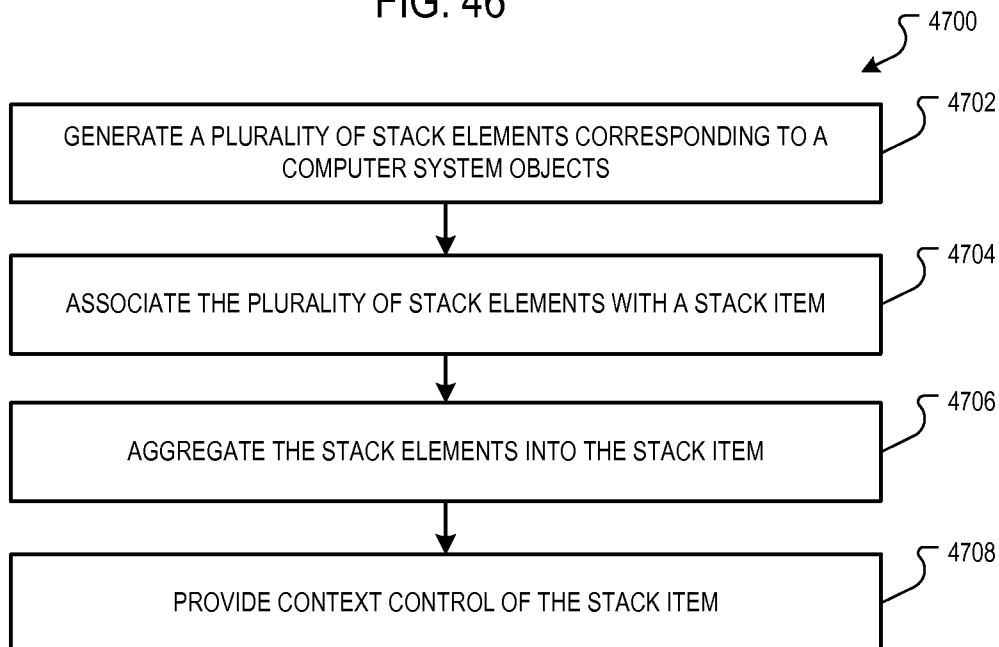 FIG. 46
4700
4702
GENERATE A PLURALITY OF STACK ELEMENTS CORRESPONDING TO A
COMPUTER SYSTEM OBJECTS
4704
ASSOCIATE THE PLURALITY OF STACK ELEMENTS WITH A STACK ITEM
4706
AGGREGATE THE STACK ELEMENTS INTO THE STACK ITEM
4708
PROVIDE CONTEXT CONTROL OF THE STACK ITEM